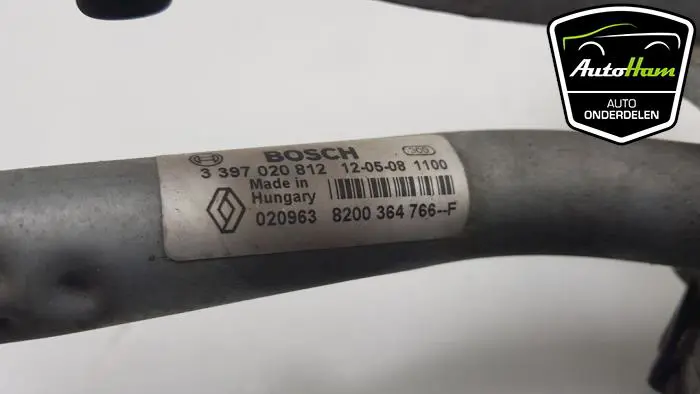 AutoHam
AUTO
ONDERDELEN
BOSCH
3 397 020 812 12-05-08 1100
Made in
Hungary
020963 8200 364 766--F